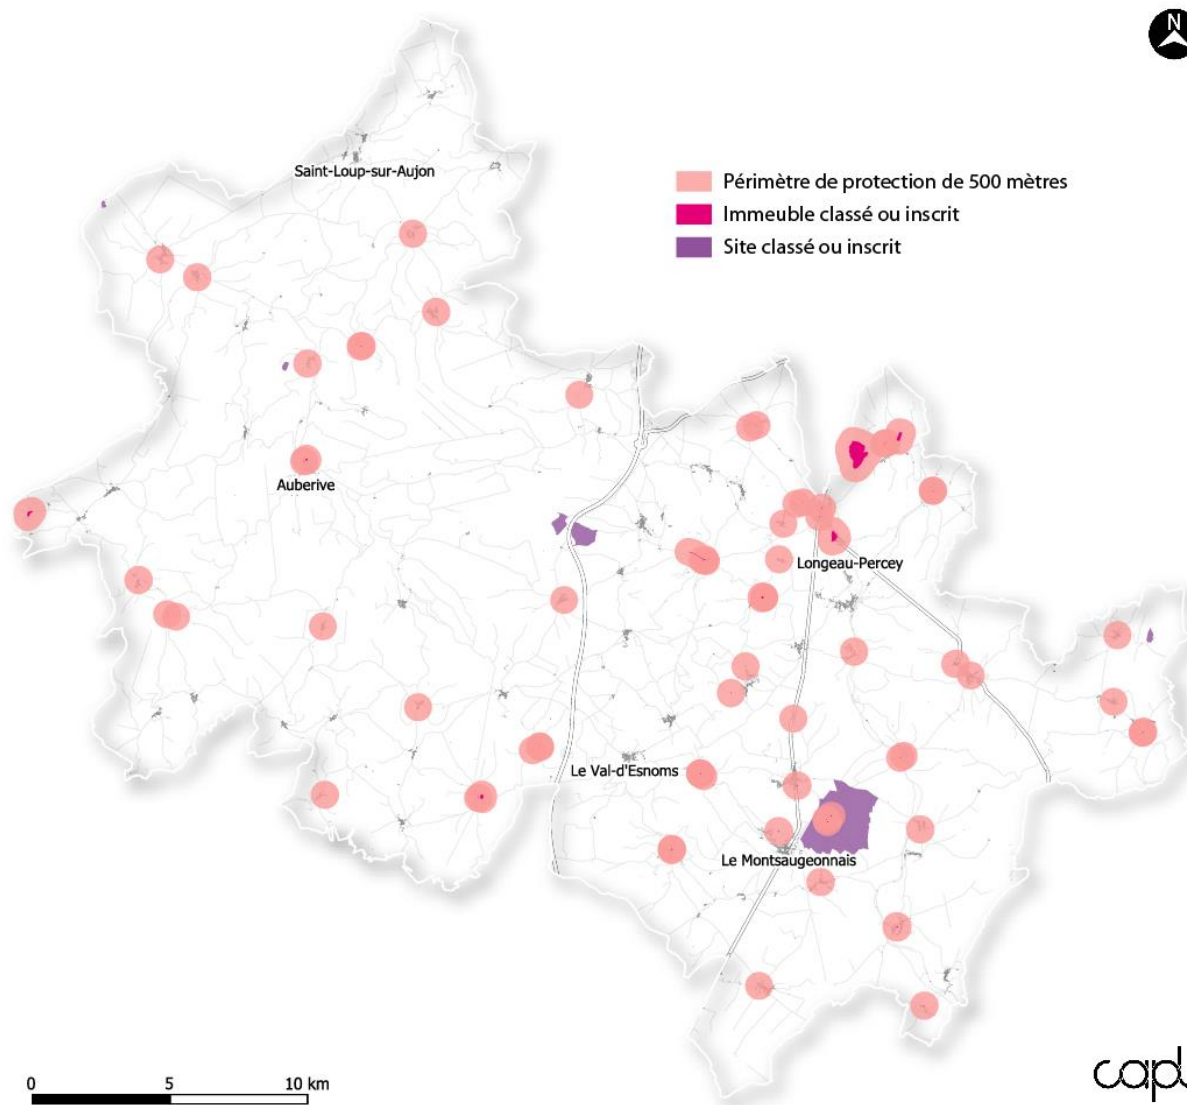 N
Saint-Loup-sur-Aujon
Périmètre de protection de 500 mètres
Immeuble classé ou inscrit
Site classé ou inscrit
Auberive
Longeau-Percey
Le Val-d'Esnoms
Le Montsaugeonnais
0 5 10 km